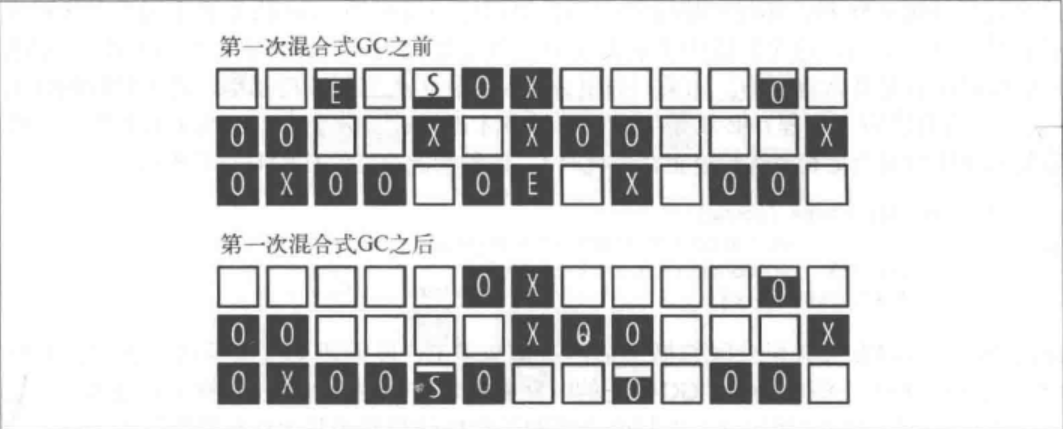 第一次混合式GC之前
E S O X O
O O X X O O X
O X O O O E X O O
第一次混合式GC之后
O X O
O O X O O X
O X O O S O O O O